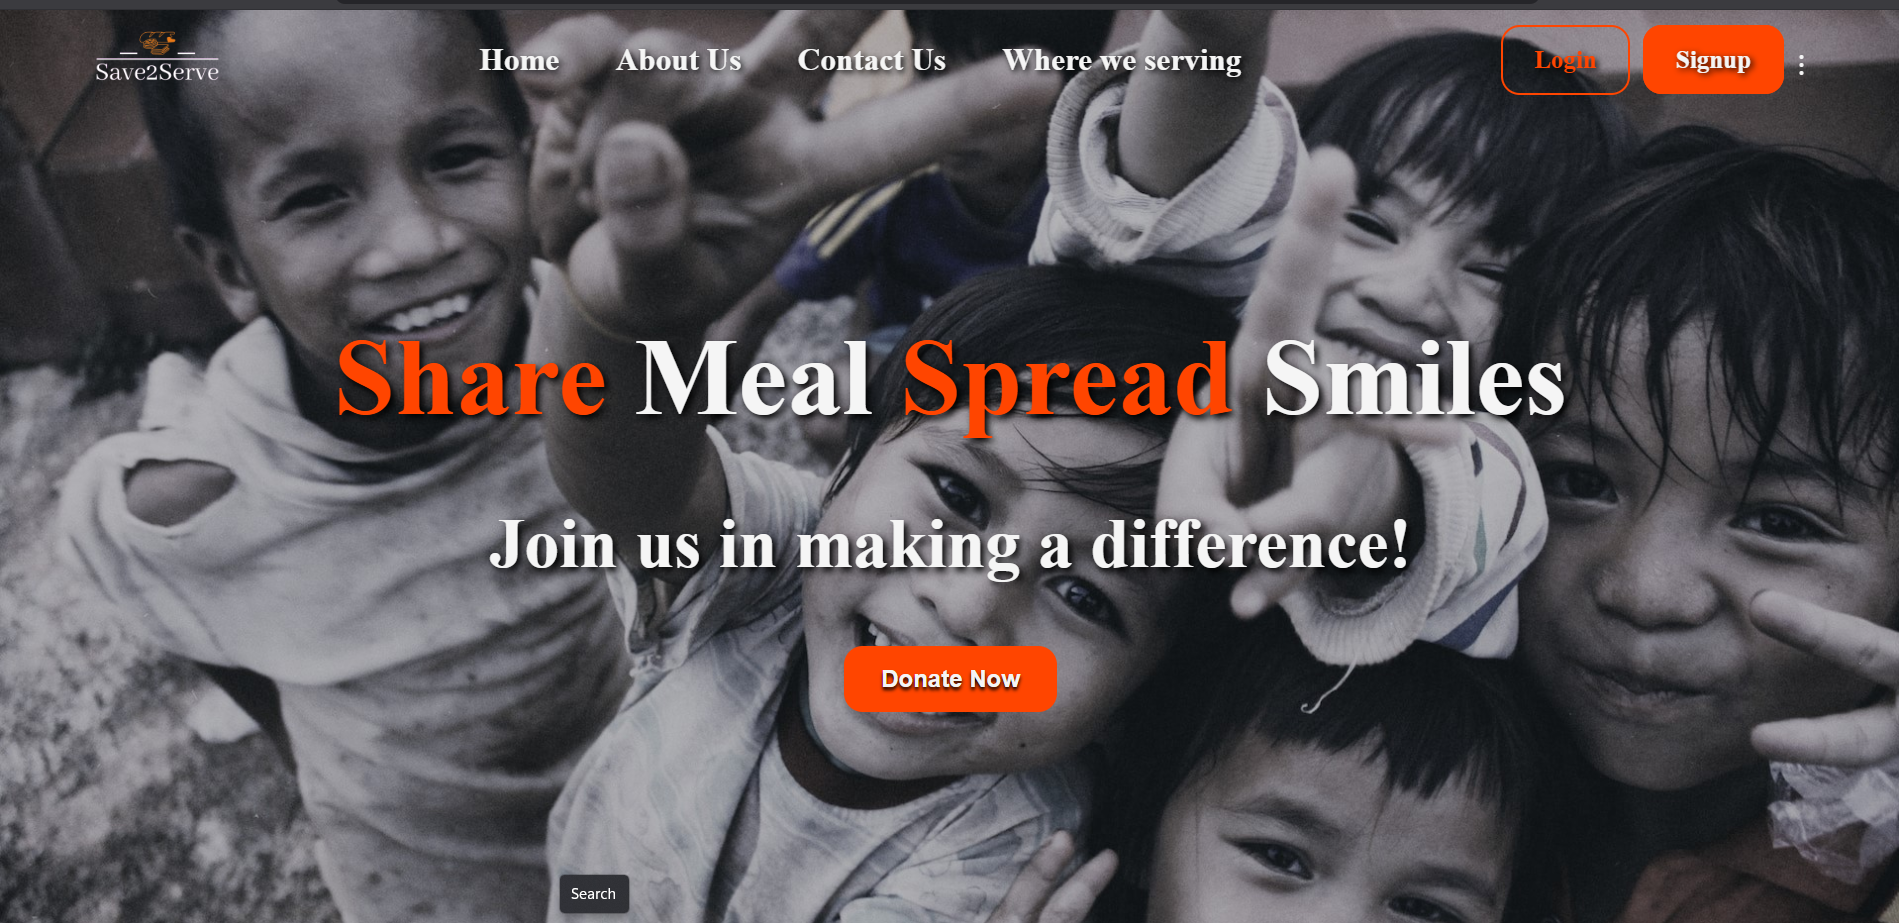 Save2Serve
Home About Us Contact Us Where we serving
Login Signup
Share Meal Spread Smiles
Join us in making a difference!
Donate Now
Search